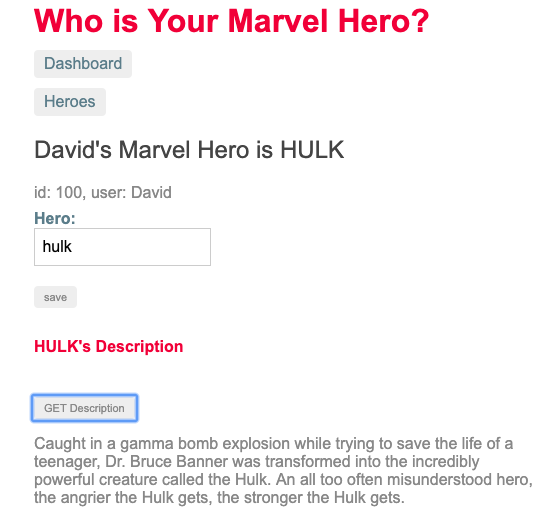 Who is Your Marvel Hero?
Dashboard
Heroes
David's Marvel Hero is HULK
id: 100, user: David
Hero:
hulk
save
HULK's Description
GET Description
Caught in a gamma bomb explosion while trying to save the life of a
teenager, Dr. Bruce Banner was transformed into the incredibly
powerful creature called the Hulk. An all too often misunderstood hero,
the angrier the Hulk gets, the stronger the Hulk gets.